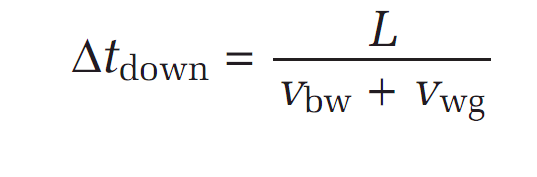 Δt_down = L / (v_bw + v_wg)